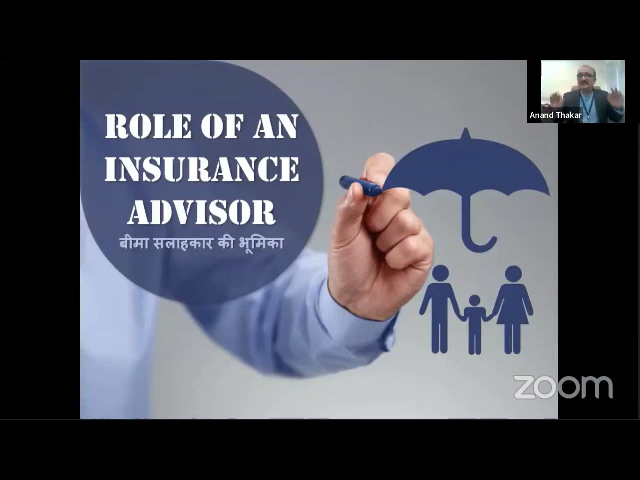 ROLE OF AN
INSURANCE
ADVISOR
बीमा सलाहकार की भूमिका
Anand Thakar
zoom